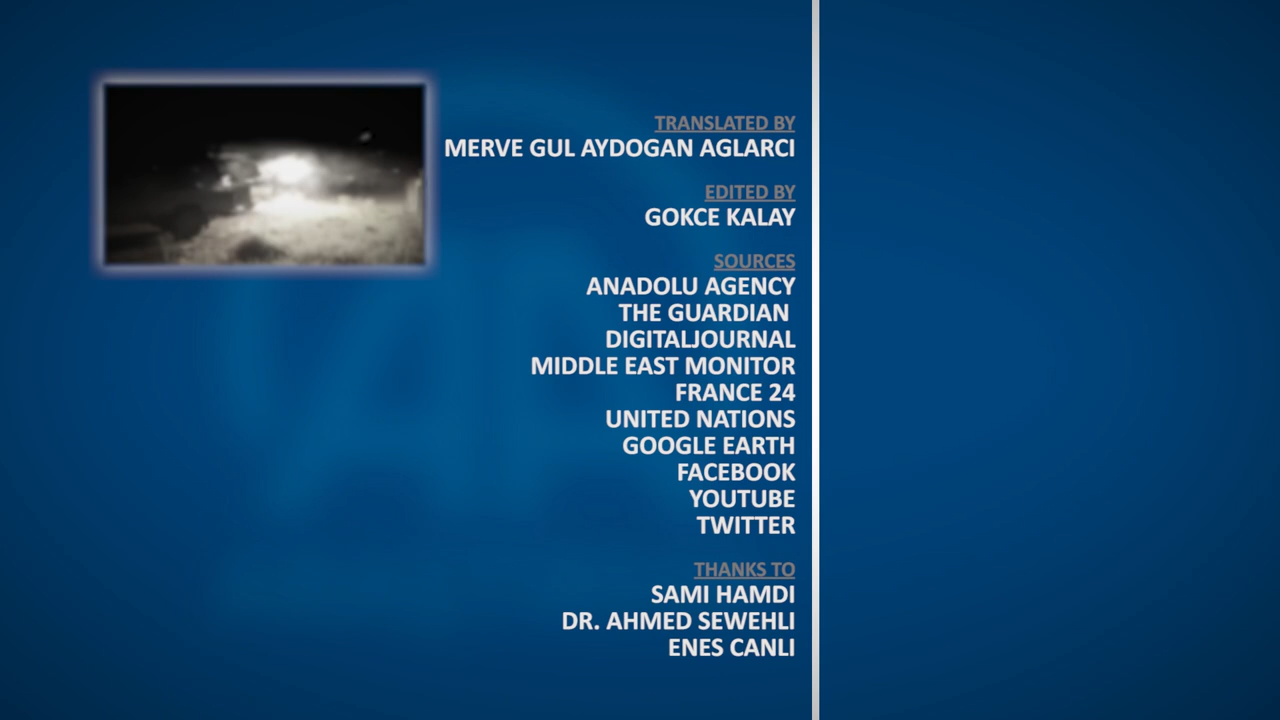 TRANSLATED BY
MERVE GUL AYDOGAN AGLARCI
EDITED BY
GOKCE KALAY
SOURCES
ANADOLU AGENCY
THE GUARDIAN
DIGITALJOURNAL
MIDDLE EAST MONITOR
FRANCE 24
UNITED NATIONS
GOOGLE EARTH
FACEBOOK
YOUTUBE
TWITTER
THANKS TO
SAMI HAMDI
DR. AHMED SEWEHLI
ENES CANLI